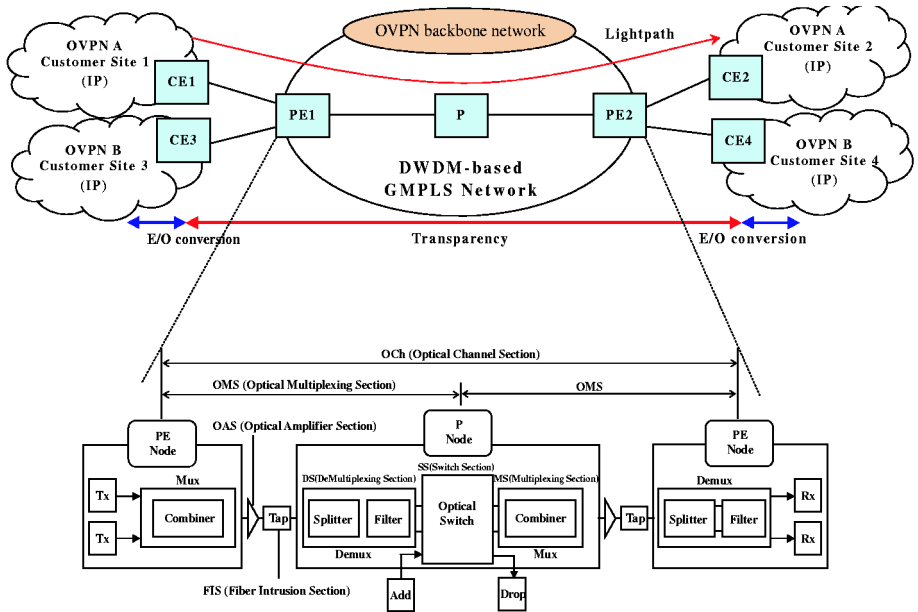 OVPN backbone network
Lightpath
OVPN A
Customer Site 1
(IP)
CE1
OVPN A
Customer Site 2
(IP)
CE2
PE1
P
PE2
OVPN B
Customer Site 3
(IP)
CE3
OVPN B
Customer Site 4
(IP)
CE4
DWDM-based
GMPLS Network
E/O conversion
Transparency
E/O conversion
OCh (Optical Channel Section)
OMS (Optical Multiplexing Section)
OMS
OAS (Optical Amplifier Section)
PE
Node
P
Node
PE
Node
SS(Switch Section)
DS(DeMultiplexing Section)
MS(Multiplexing Section)
Mux
Demux
Tx
Tx
Combiner
Tap
Splitter
Filter
Optical
Switch
Combiner
Tap
Splitter
Filter
Rx
Rx
Demux
Mux
FIS (Fiber Intrusion Section)
Add
Drop